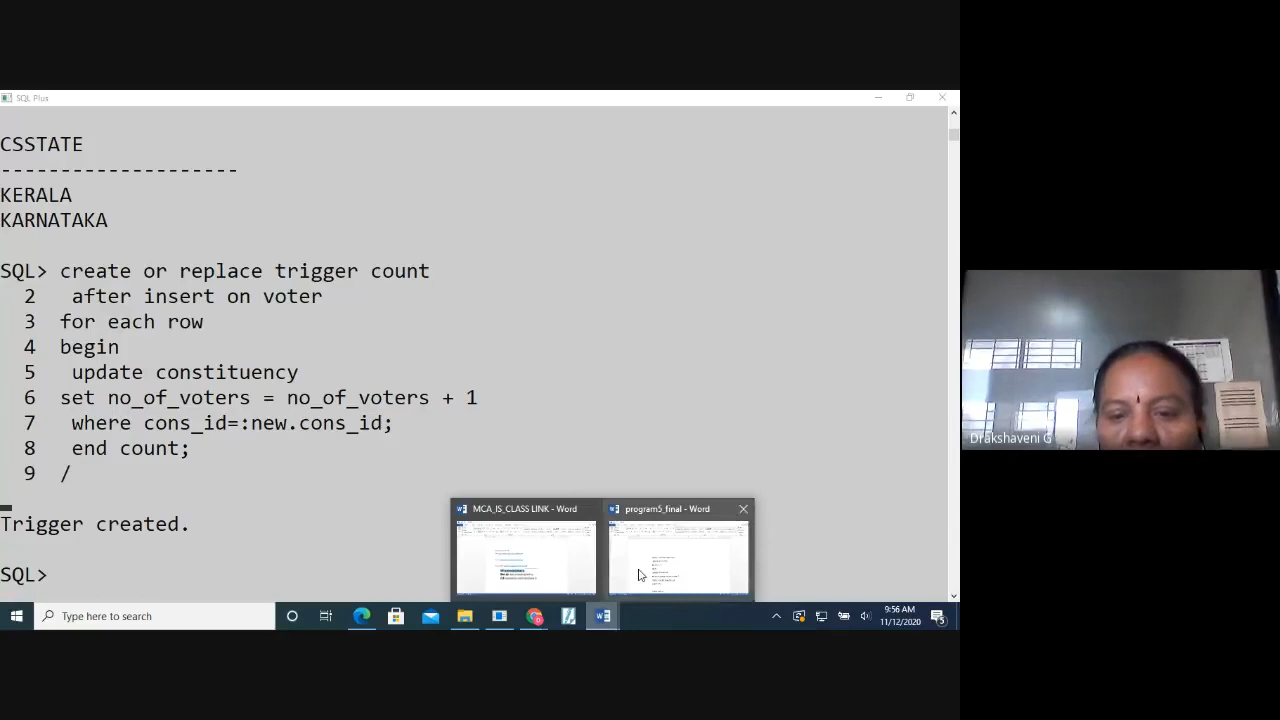 SQL Plus
CSSTATE
--------------------
KERALA
KARNATAKA
SQL> create or replace trigger count
2 after insert on voter
3 for each row
4 begin
5 update constituency
6 set no_of_voters = no_of_voters + 1
7 where cons_id=:new.cons_id;
8 end count;
9 /
Trigger created.
SQL>
MCA_IS_CLASS LINK - Word
program5_final - Word
Type here to search
9:56 AM
11/12/2020
5
Drakshaveni G